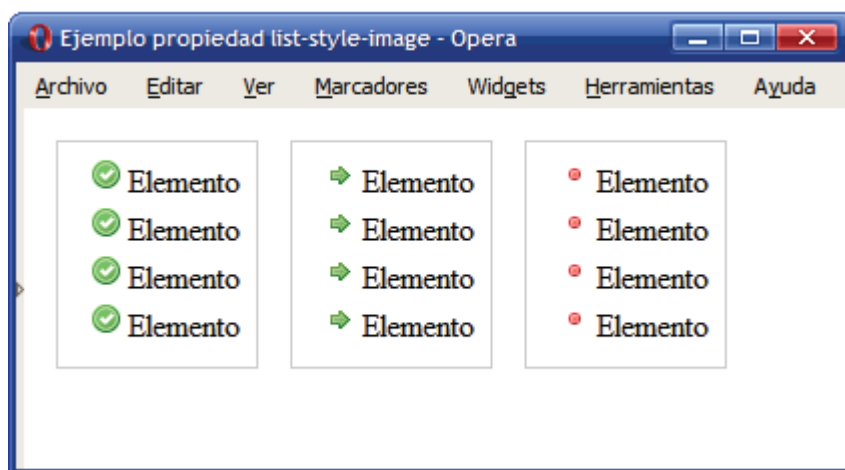 Ejemplo propiedad list-style-image - Opera
Archivo Editar Ver Marcadores Widgets Herramientas Ayuda
Elemento Elemento Elemento
Elemento Elemento Elemento
Elemento Elemento Elemento
Elemento Elemento Elemento